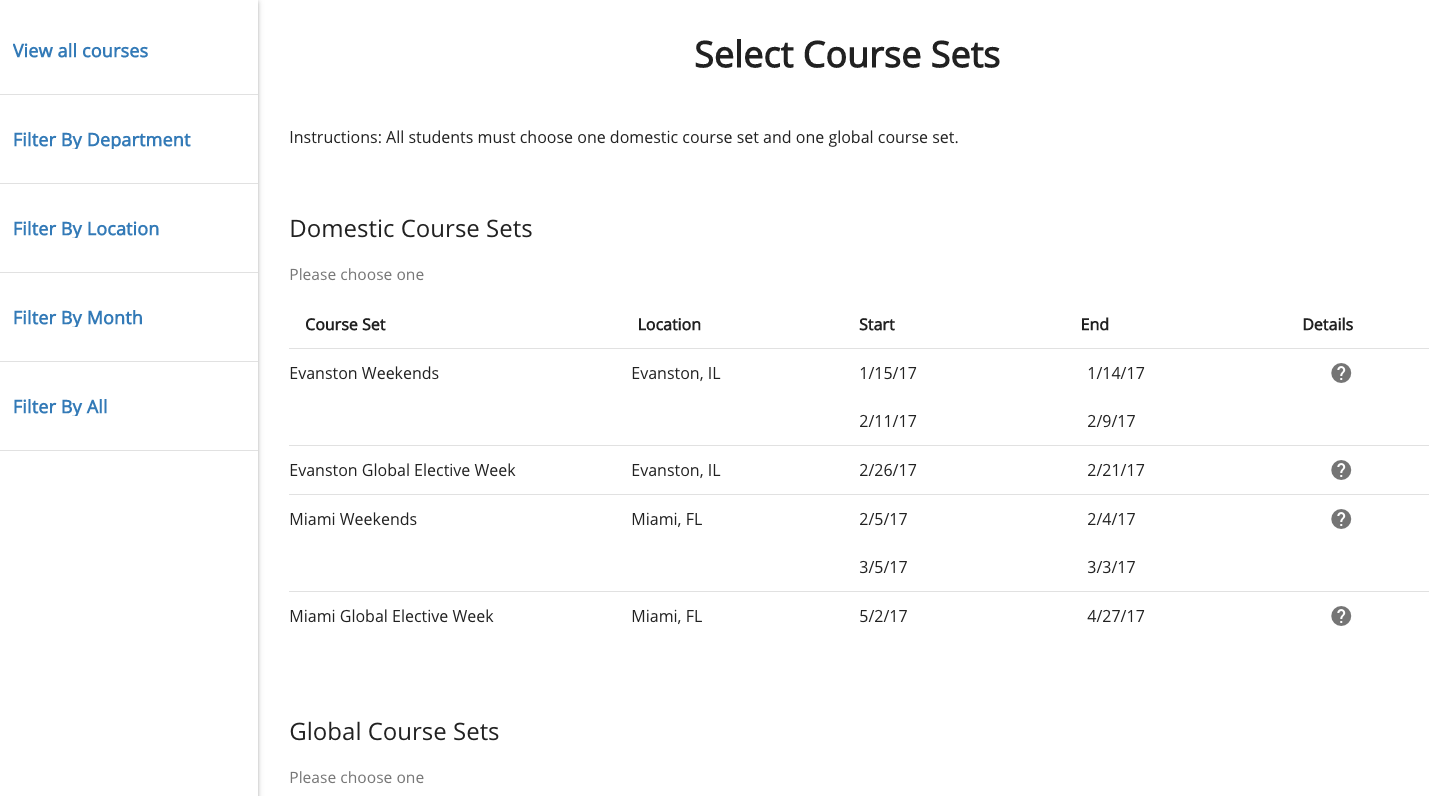 View all courses
Filter By Department
Filter By Location
Filter By Month
Filter By All
Select Course Sets
Instructions: All students must choose one domestic course set and one global course set.
Domestic Course Sets
Please choose one
Course Set Location Start End Details
Evanston Weekends Evanston, IL 1/15/17 1/14/17 ?
2/11/17 2/9/17
Evanston Global Elective Week Evanston, IL 2/26/17 2/21/17 ?
Miami Weekends Miami, FL 2/5/17 2/4/17 ?
3/5/17 3/3/17
Miami Global Elective Week Miami, FL 5/2/17 4/27/17 ?
Global Course Sets
Please choose one